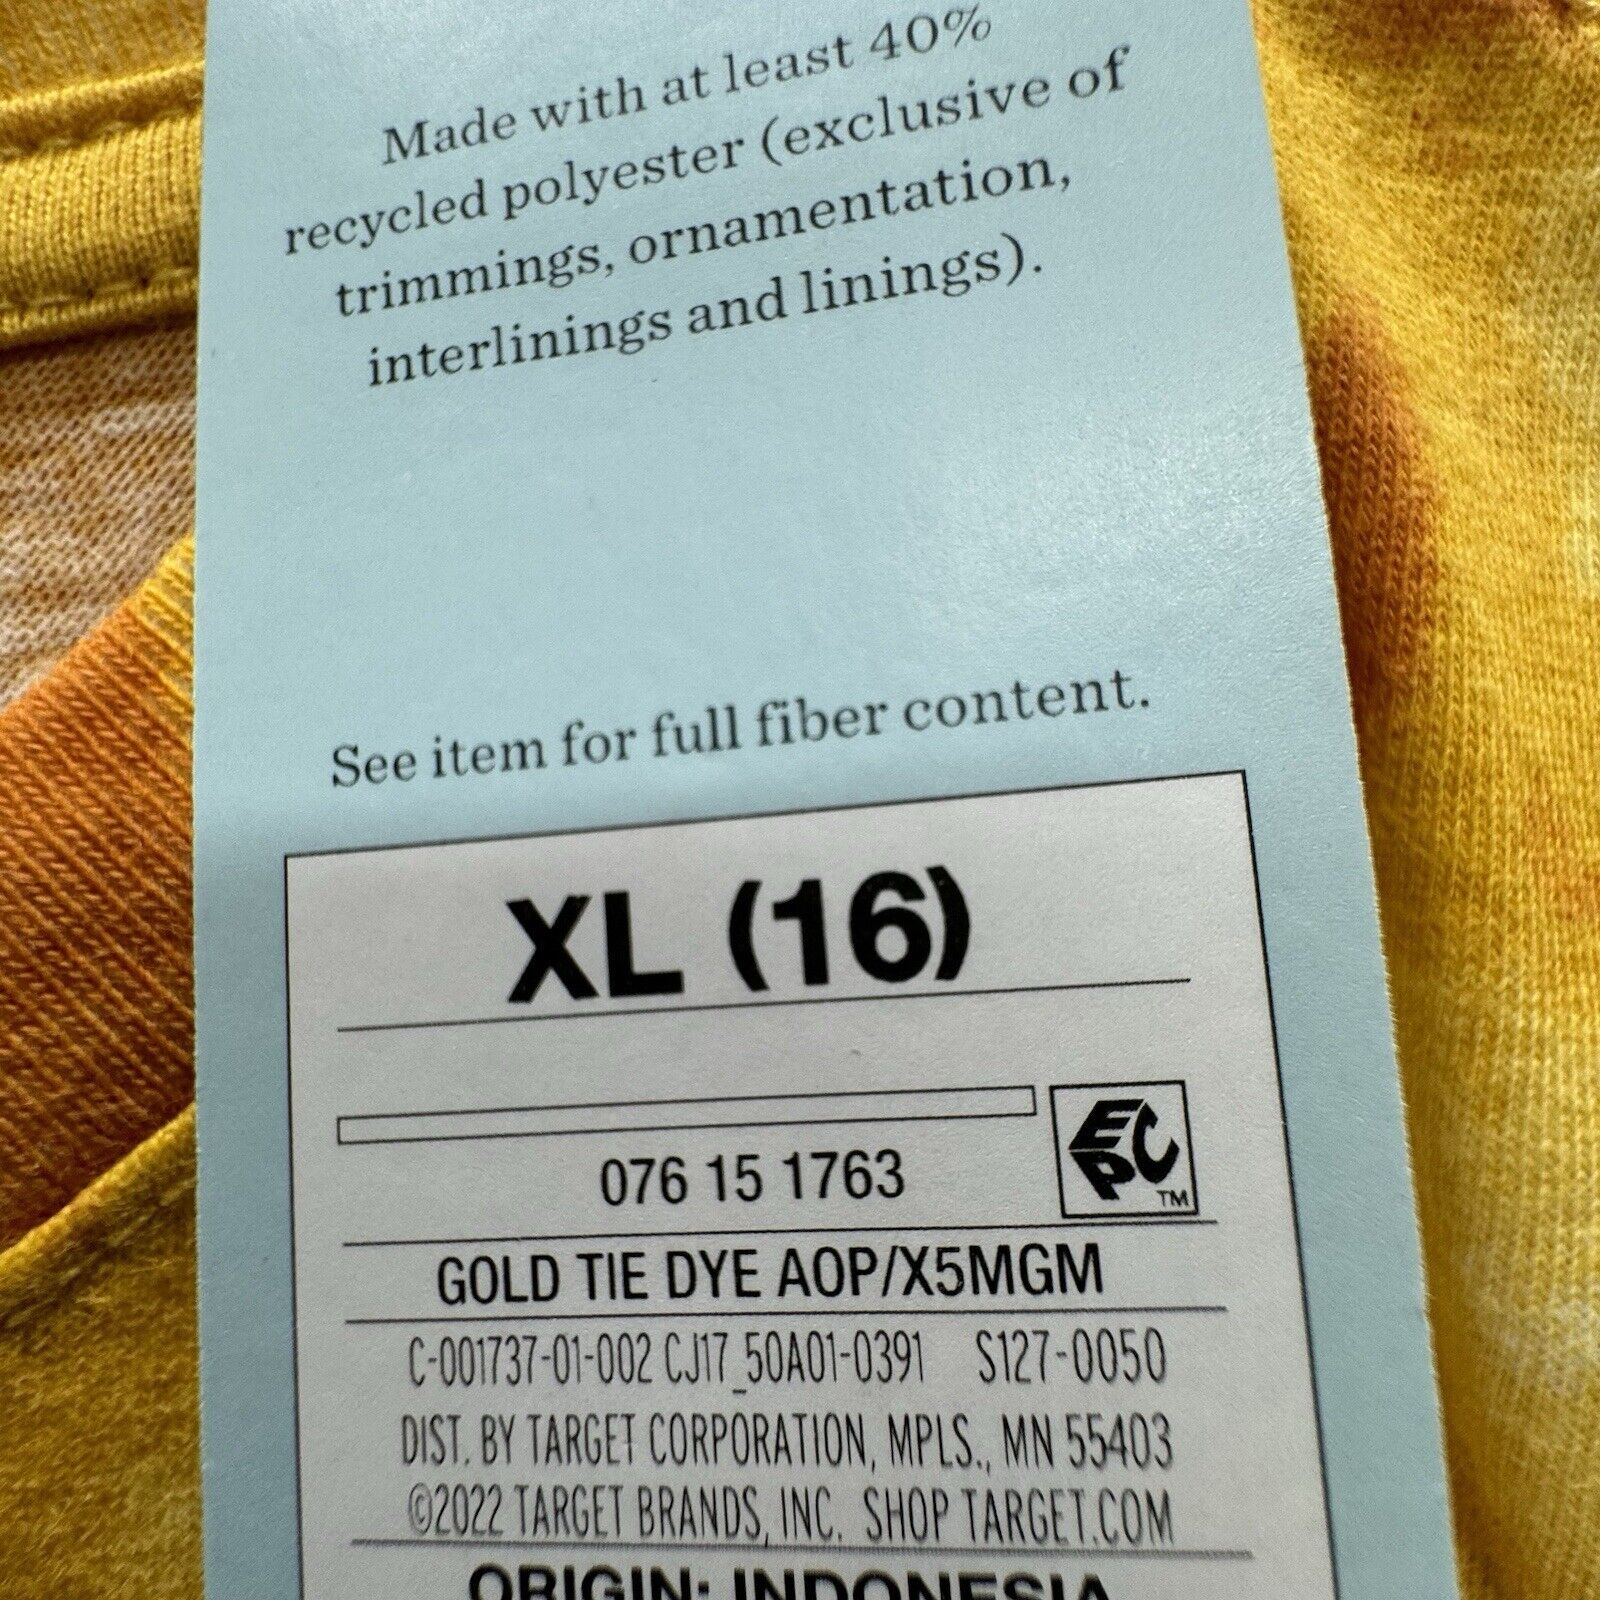 Made with at least 40%
recycled polyester (exclusive of
trimmings, ornamentation,
interlinings and linings).
See item for full fiber content.
XL (16)
076 15 1763
EPC™
GOLD TIE DYE AOP/X5MGM
C-001737-01-002 CJ17_50A01-0391 S127-0050
DIST. BY TARGET CORPORATION, MPLS., MN 55403
©2022 TARGET BRANDS, INC. SHOP TARGET.COM
ORIGIN: INDONESIA